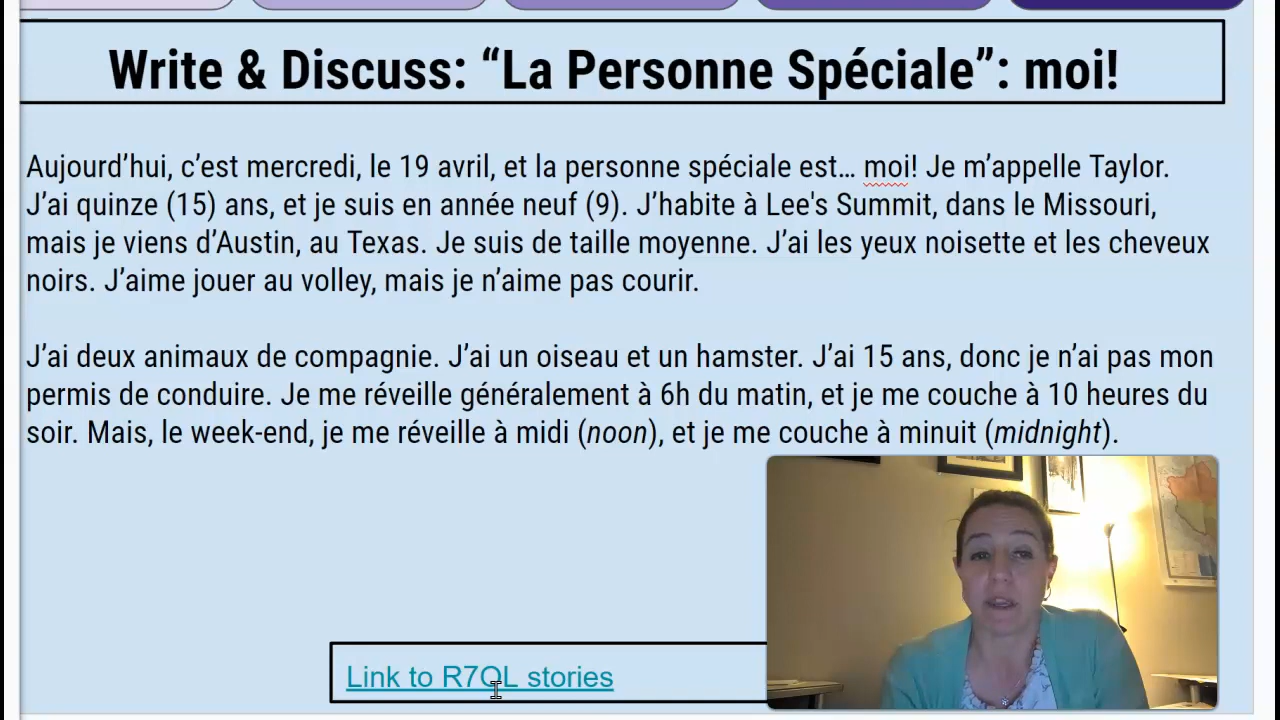 Write & Discuss: “La Personne Spéciale”: moi!
Aujourd’hui, c’est mercredi, le 19 avril, et la personne spéciale est… moi! Je m’appelle Taylor.
J’ai quinze (15) ans, et je suis en année neuf (9). J’habite à Lee's Summit, dans le Missouri,
mais je viens d’Austin, au Texas. Je suis de taille moyenne. J’ai les yeux noisette et les cheveux
noirs. J’aime jouer au volley, mais je n’aime pas courir.
J’ai deux animaux de compagnie. J’ai un oiseau et un hamster. J’ai 15 ans, donc je n’ai pas mon
permis de conduire. Je me réveille généralement à 6h du matin, et je me couche à 10 heures du
soir. Mais, le week-end, je me réveille à midi (noon), et je me couche à minuit (midnight).
Link to R7QL stories